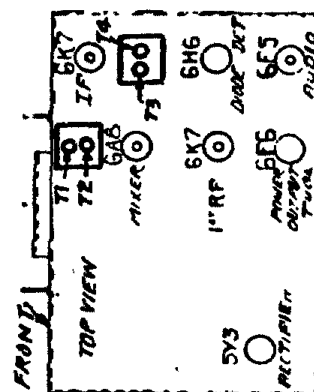 6K7
IF
T4
T3
6H6
DIODE DET
6F5
AUDIO
T1
T2
6A8
MIXER
6K7
1st RF
6F6
POWER
OUTPUT
TUBE
FRONT
TOP VIEW
5Y3
RECTIFIER